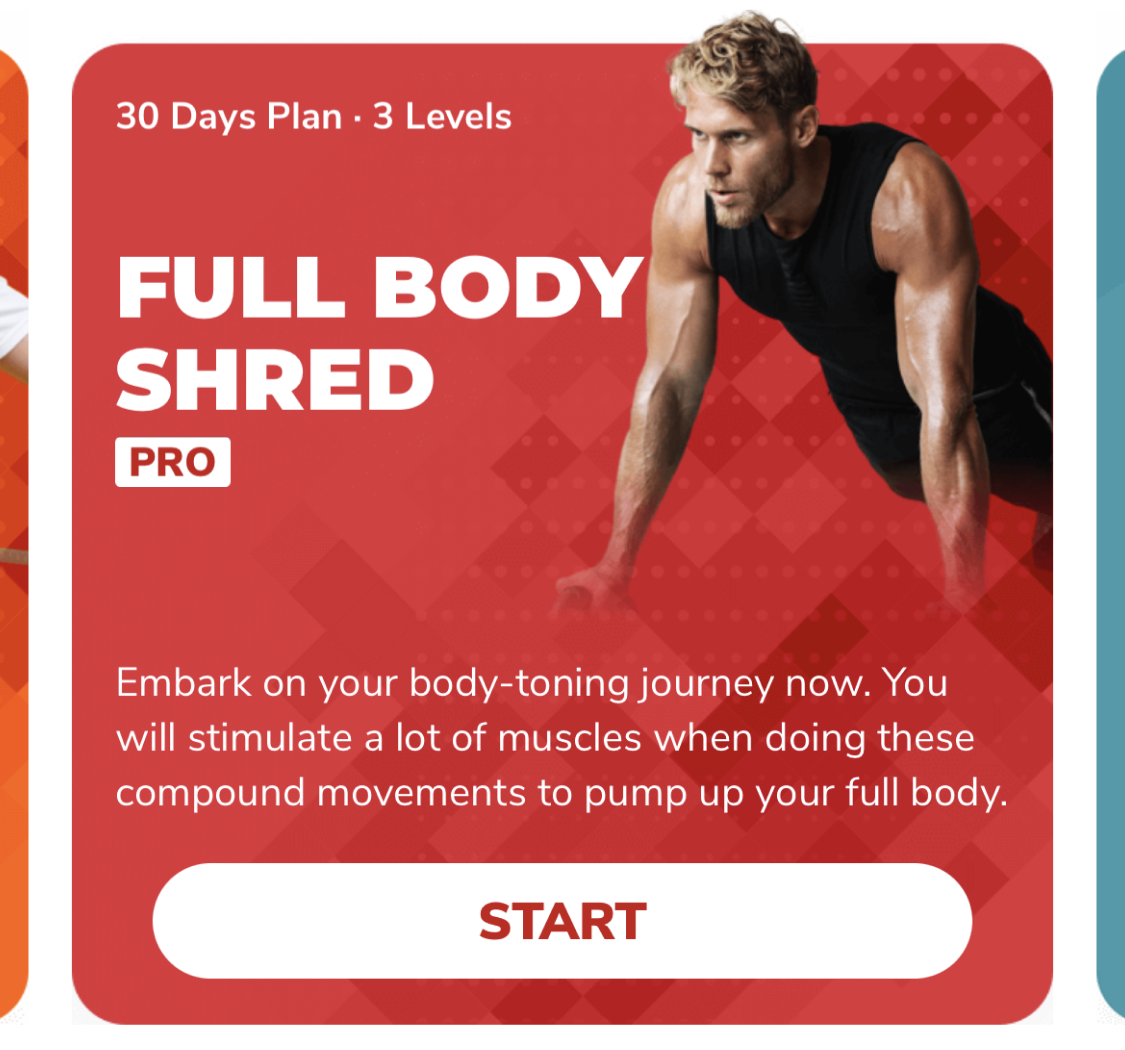 30 Days Plan · 3 Levels
FULL BODY
SHRED
PRO
Embark on your body-toning journey now. You
will stimulate a lot of muscles when doing these
compound movements to pump up your full body.
START